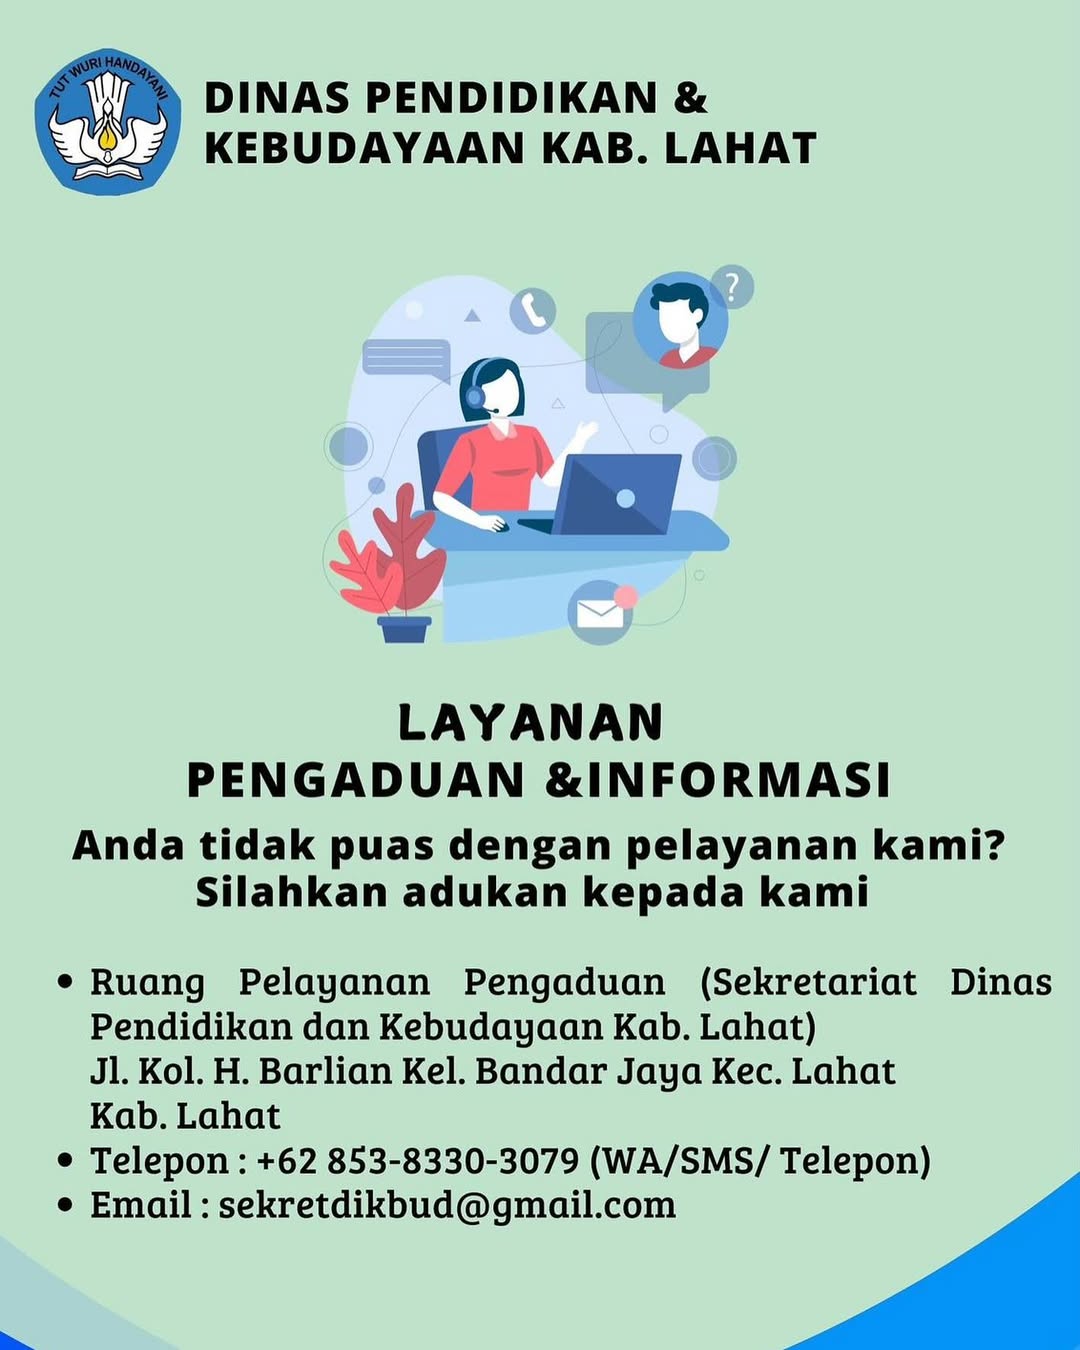 TUT WURI HANDAYANI
DINAS PENDIDIKAN &
KEBUDAYAAN KAB. LAHAT
?
LAYANAN
PENGADUAN &INFORMASI
Anda tidak puas dengan pelayanan kami?
Silahkan adukan kepada kami
• Ruang Pelayanan Pengaduan (Sekretariat Dinas
Pendidikan dan Kebudayaan Kab. Lahat)
Jl. Kol. H. Barlian Kel. Bandar Jaya Kec. Lahat
Kab. Lahat
• Telepon : +62 853-8330-3079 (WA/SMS/ Telepon)
• Email : sekretdikbud@gmail.com